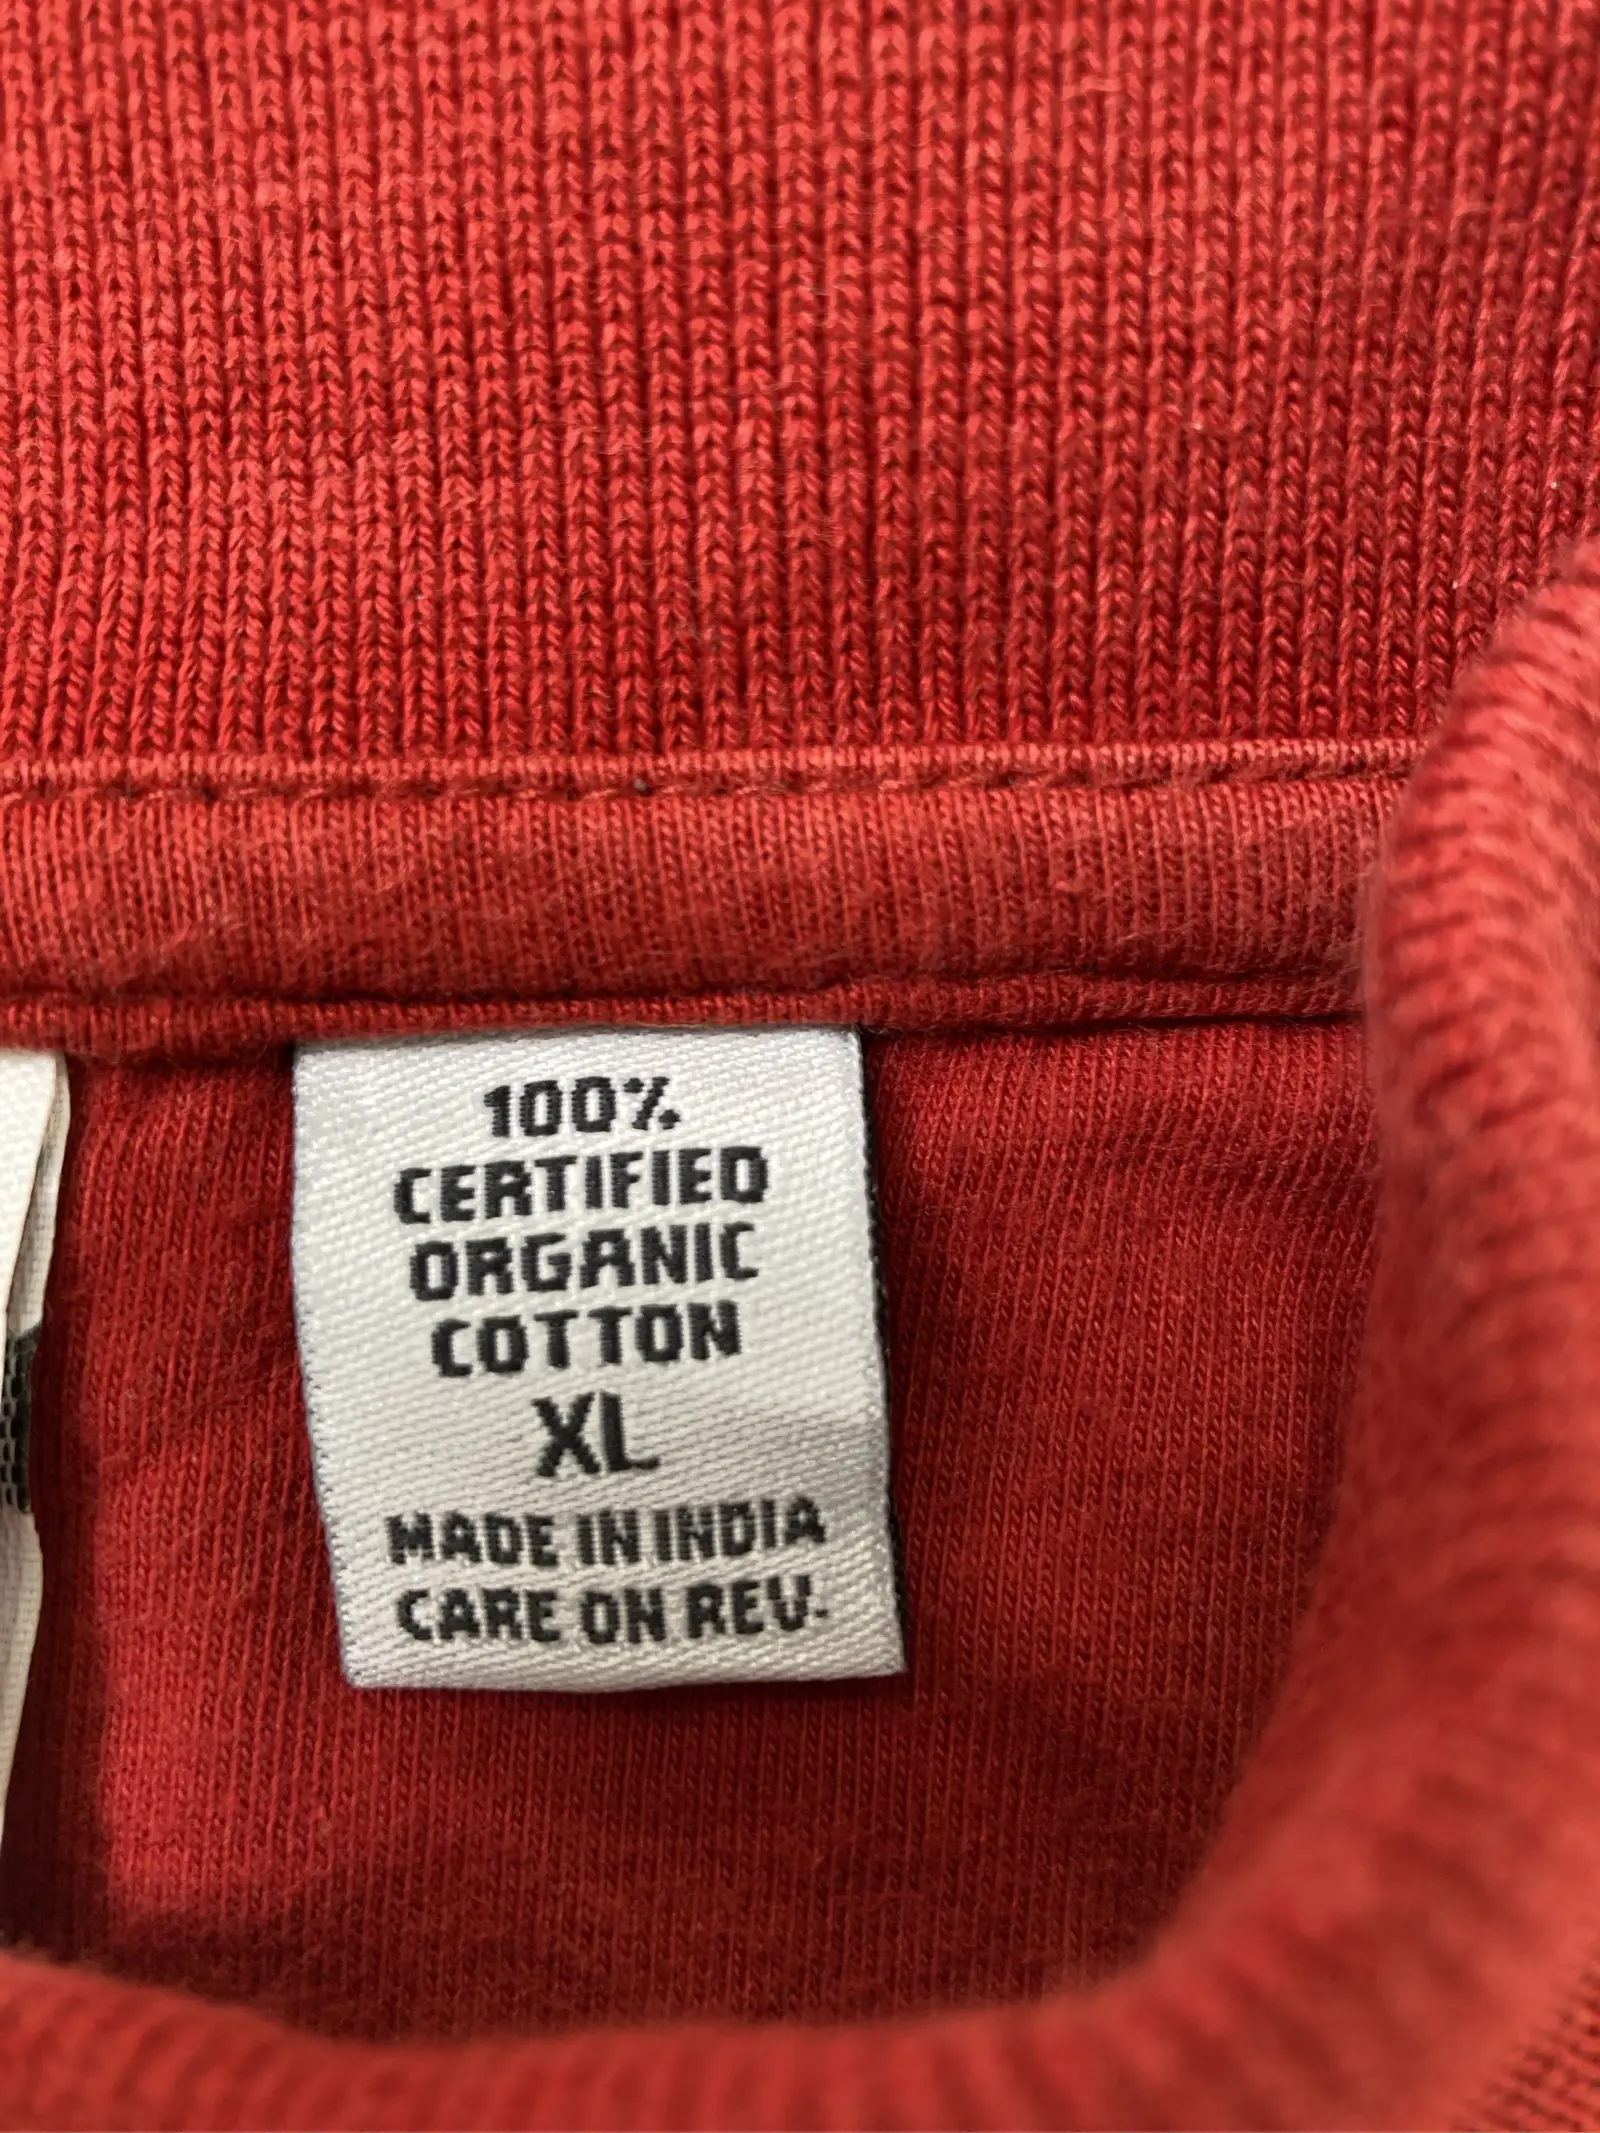 100%
CERTIFIED
ORGANIC
COTTON
XL
MADE IN INDIA
CARE ON REV.